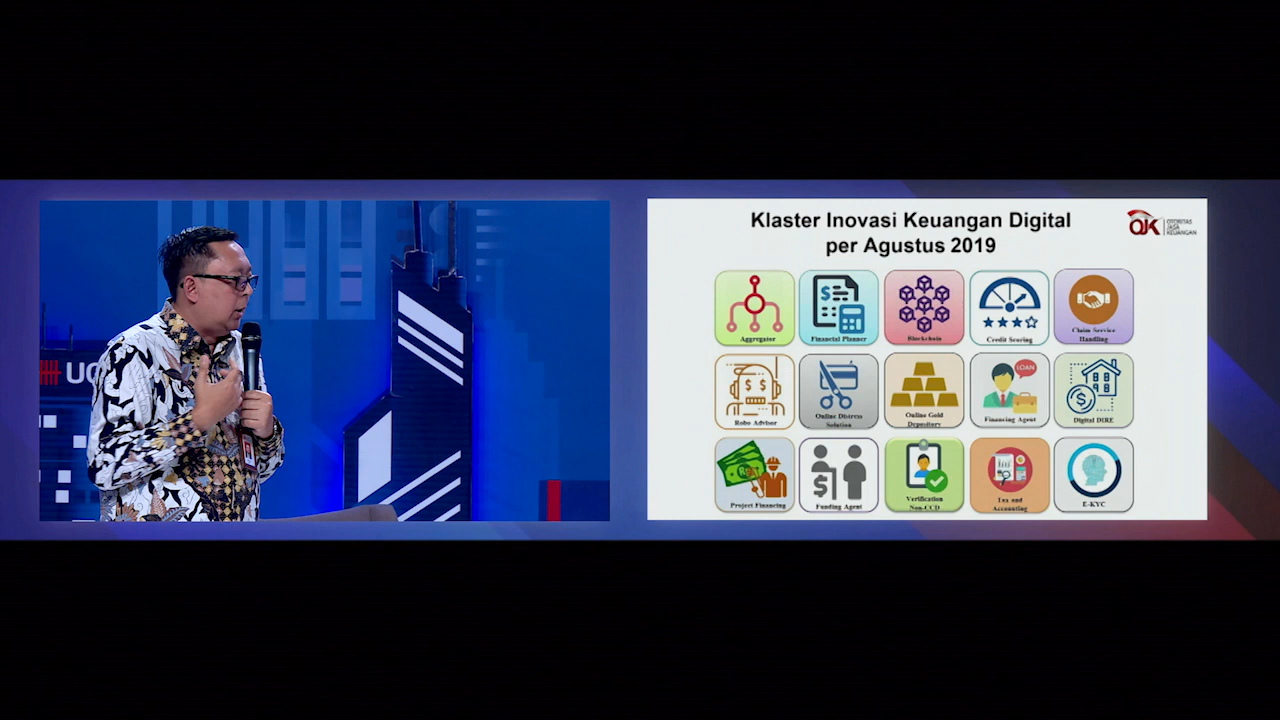 Klaster Inovasi Keuangan Digital
per Agustus 2019
OJK
OTORITAS
JASA
KEUANGAN
Aggregator
Financial Planner
Blockchain
Credit Scoring
Claim Service
Handling
Robo Advisor
Online Distress
Solution
Online Gold
Depository
LOAN
Financing Agent
Digital DIRE
Project Financing
Funding Agent
Verification
Non-CCD
Tax and
Accounting
E-KYC
UO